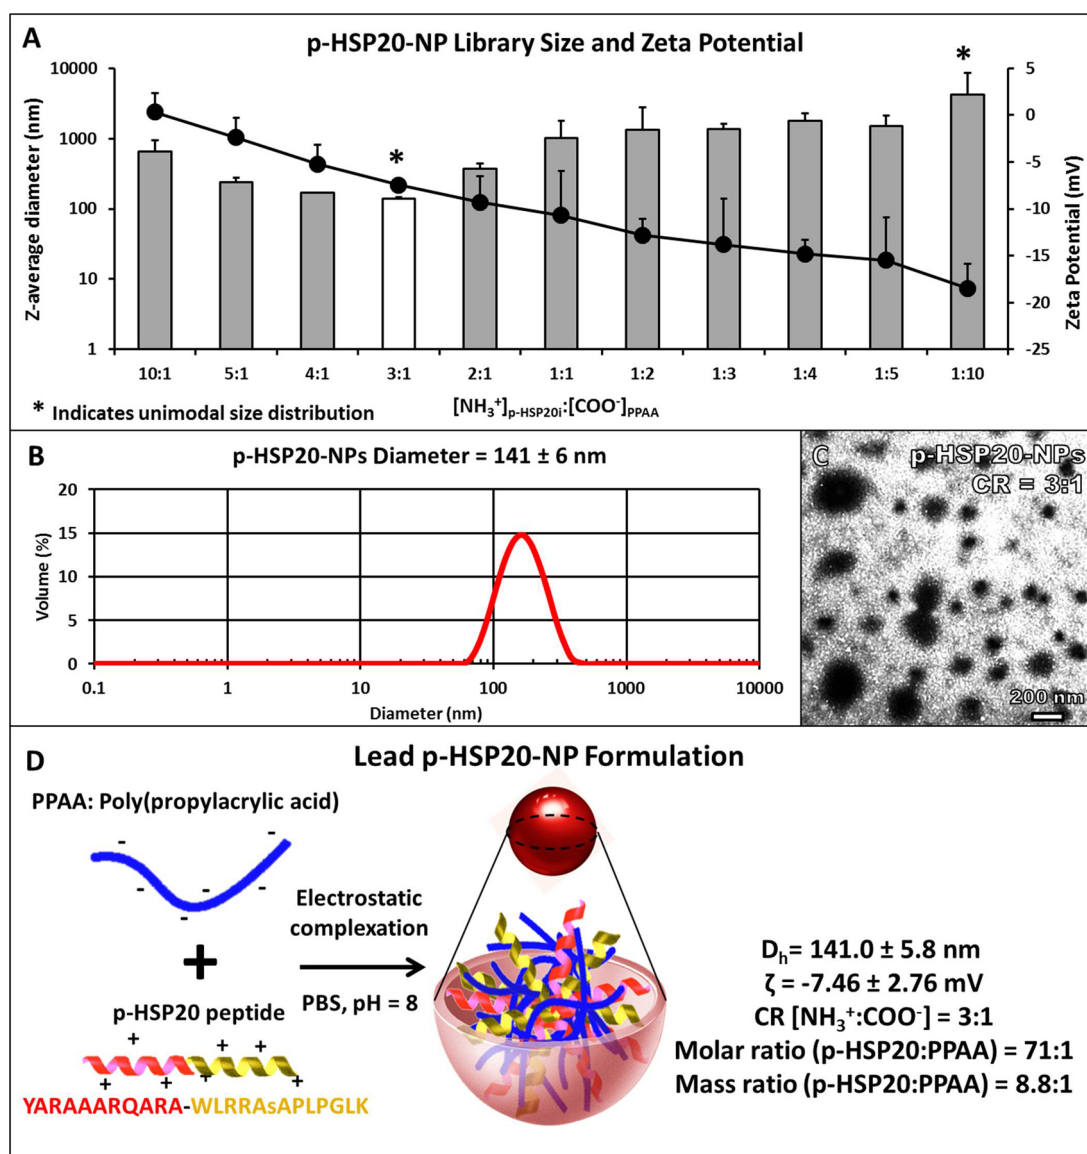 A
p-HSP20-NP Library Size and Zeta Potential
Z-average diameter (nm)
10000
1000
100
10
1
*
*
5
0
-5
-10
-15
-20
-25
Zeta Potential (mV)
10:1 5:1 4:1 3:1 2:1 1:1 1:2 1:3 1:4 1:5 1:10
* Indicates unimodal size distribution
[NH₃⁺]p-HSP20i:[COO⁻]PPAA
B
p-HSP20-NPs Diameter = 141 ± 6 nm
Volume (%)
20
15
10
5
0
0.1 1 10 100 1000 10000
Diameter (nm)
C
p-HSP20-NPs
CR = 3:1
200 nm
D
Lead p-HSP20-NP Formulation
PPAA: Poly(propylacrylic acid)
- - - - - -
+
Electrostatic
complexation
PBS, pH = 8
p-HSP20 peptide
+ + +
+ + + +
YARAAARQARA-WLRRAsAPLPGLK
Dₕ= 141.0 ± 5.8 nm
ζ = -7.46 ± 2.76 mV
CR [NH₃⁺:COO⁻] = 3:1
Molar ratio (p-HSP20:PPAA) = 71:1
Mass ratio (p-HSP20:PPAA) = 8.8:1